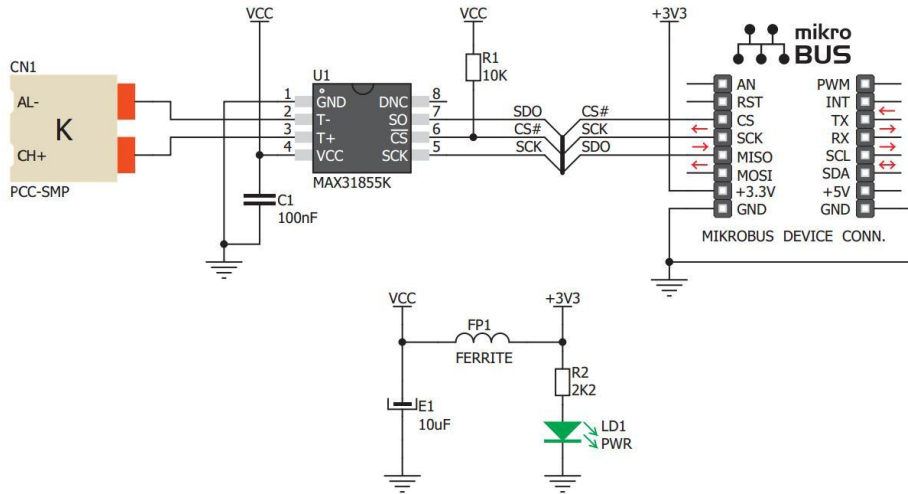 VCC
VCC
+3V3
mikro
BUS
CN1
AL-
K
CH+
PCC-SMP
U1
1 GND DNC 8
2 T- SO 7
3 T+ CS 6
4 VCC SCK 5
MAX31855K
R1
10K
SDO CS#
CS# SCK
SCK SDO
C1
100nF
AN PWM
RST INT
CS TX
SCK RX
MISO SCL
MOSI SDA
+3.3V +5V
GND GND
MIKROBUS DEVICE CONN.
VCC
+3V3
FP1
FERRITE
R2
2K2
E1
10uF
LD1
PWR